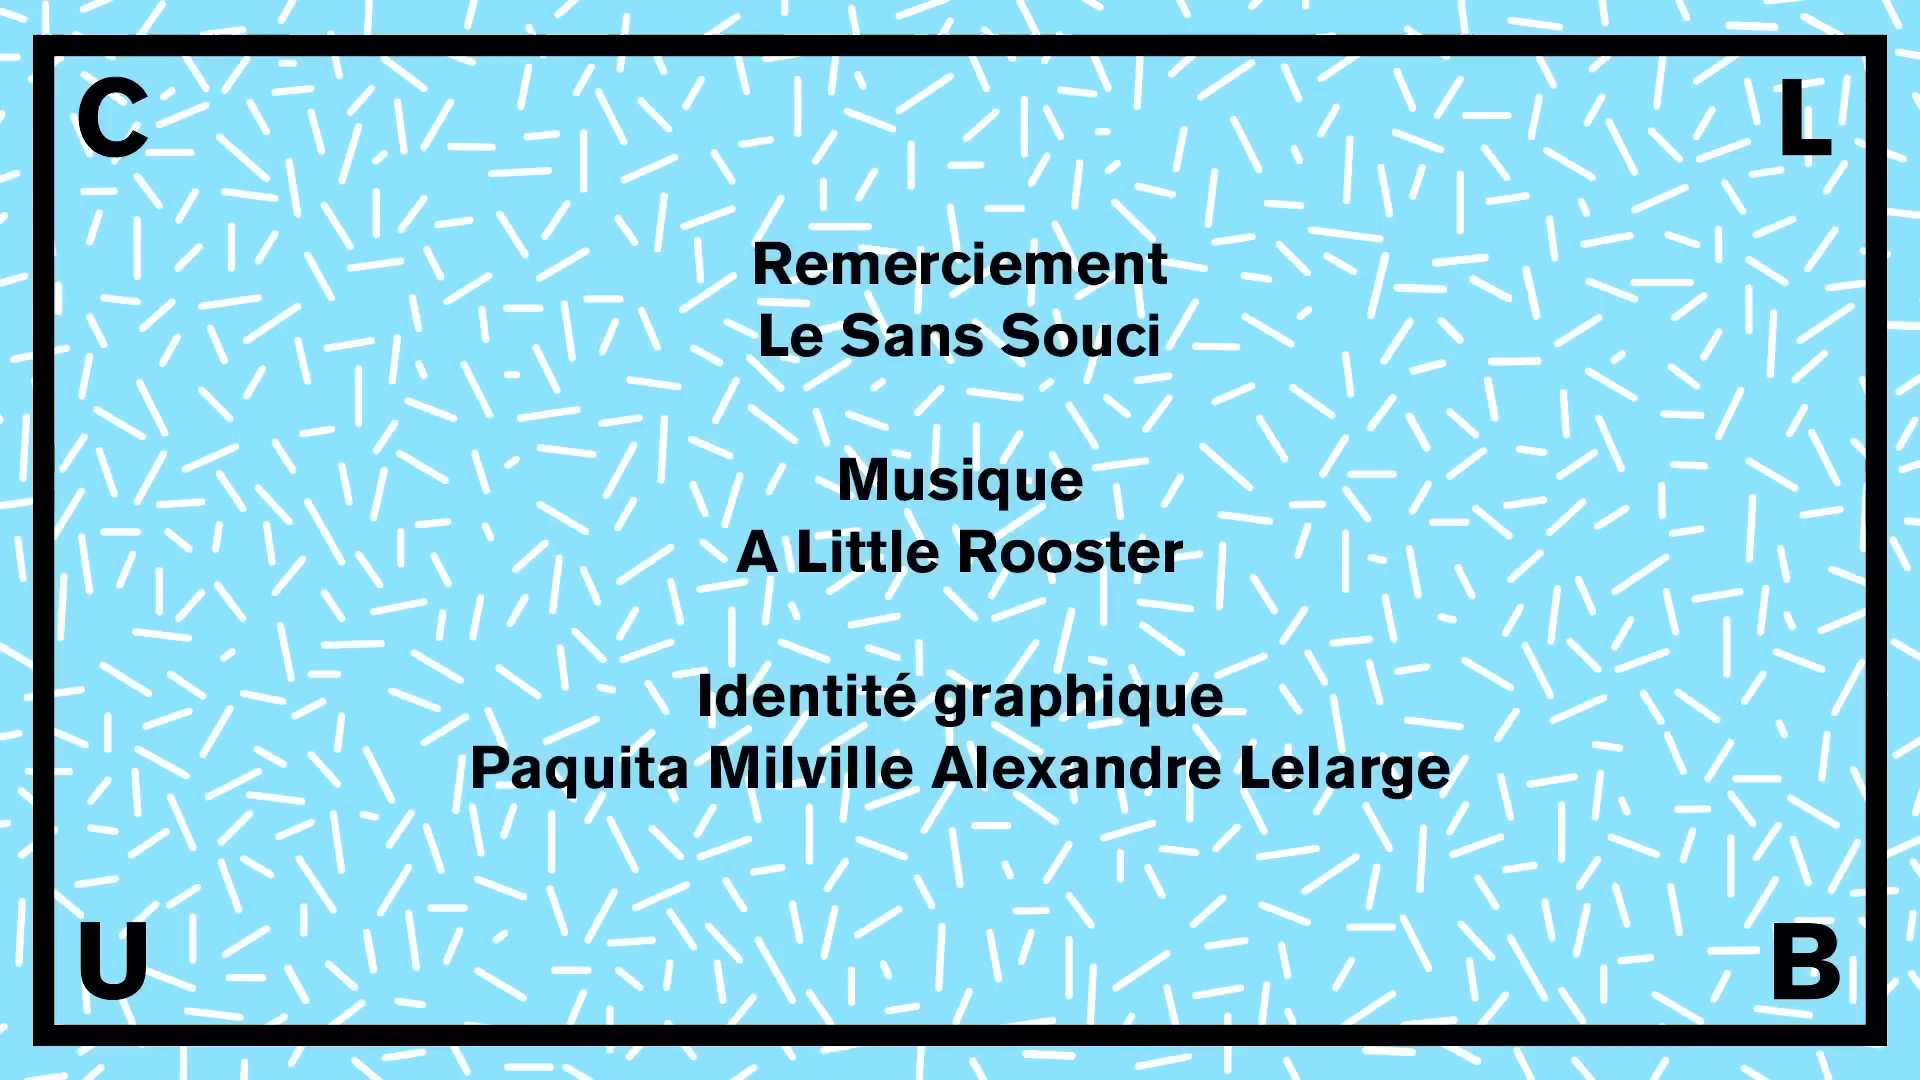 C L
Remerciement
Le Sans Souci
Musique
A Little Rooster
Identité graphique
Paquita Milville Alexandre Lelarge
U B